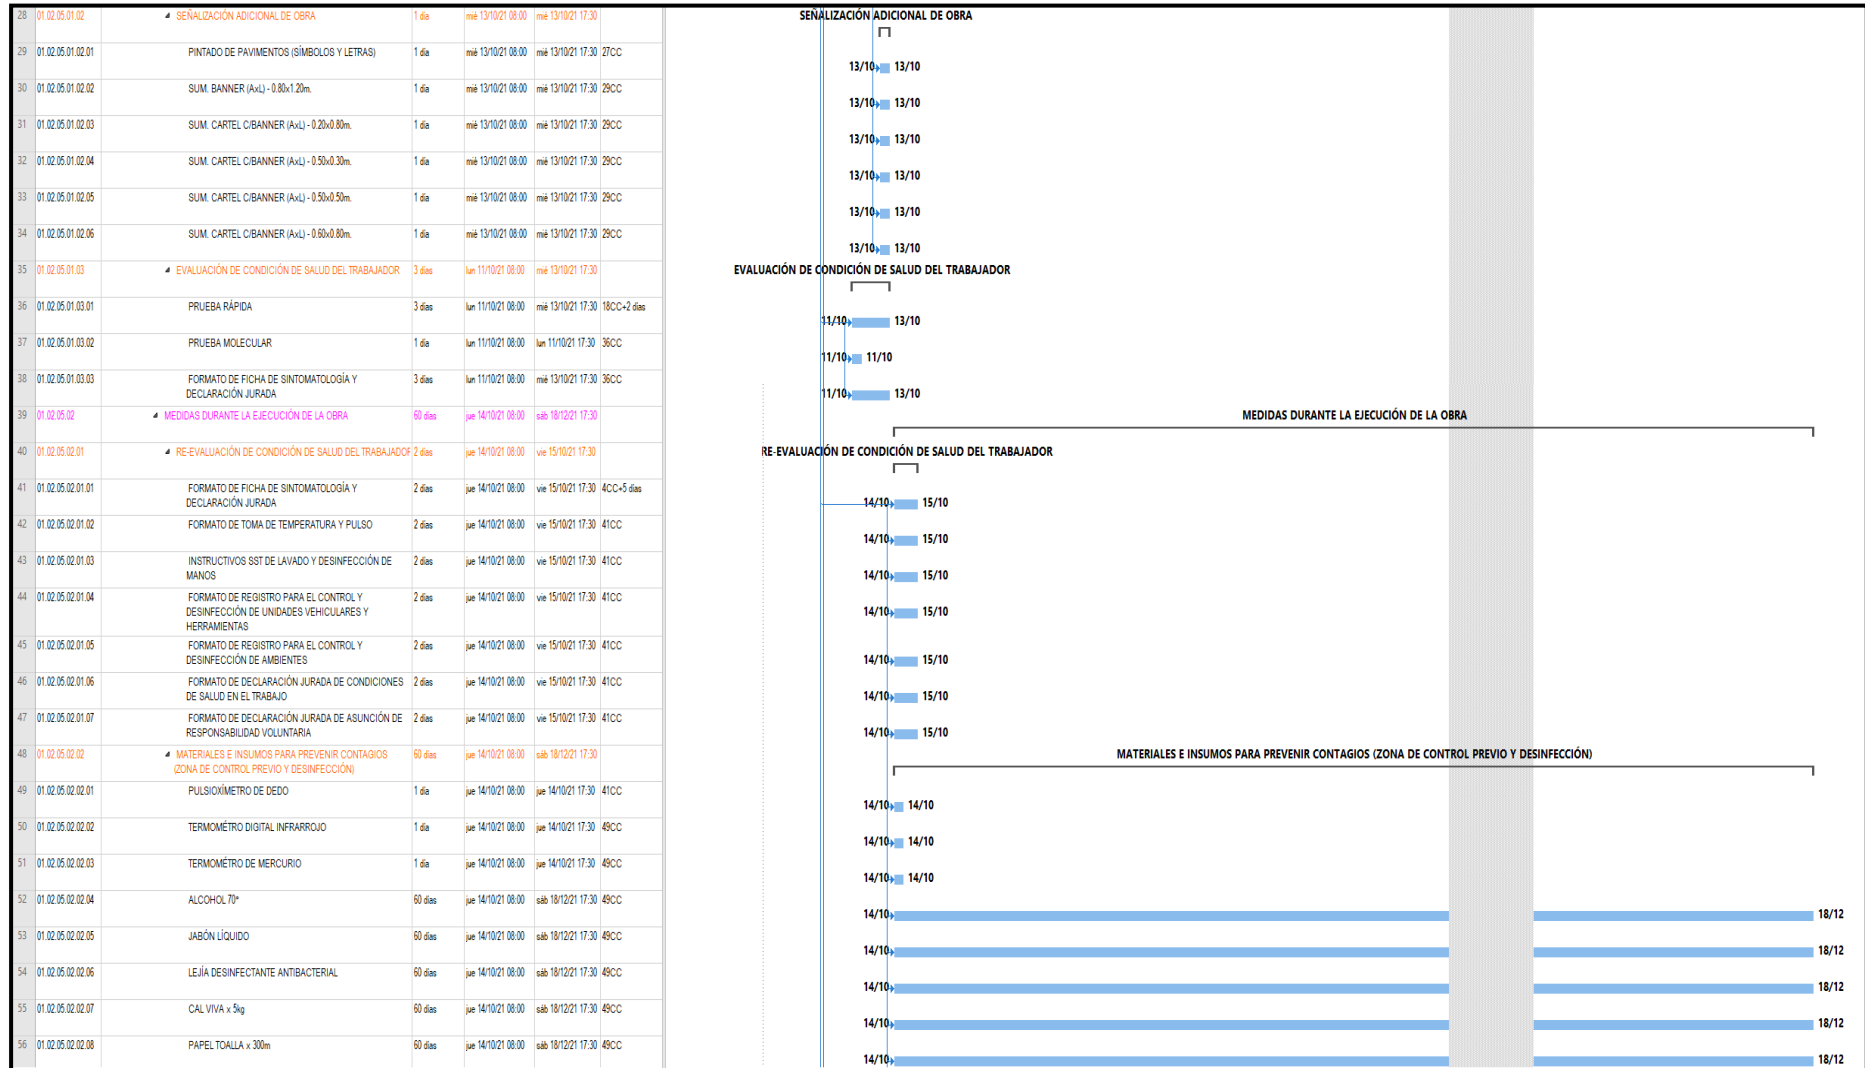 28 01.02.05.01.02 SEÑALIZACIÓN ADICIONAL DE OBRA 1 día mié 13/10/21 08:00 mié 13/10/21 17:30 SEÑALIZACIÓN ADICIONAL DE OBRA
29 01.02.05.01.02.01 PINTADO DE PAVIMENTOS (SÍMBOLOS Y LETRAS) 1 día mié 13/10/21 08:00 mié 13/10/21 17:30 27CC
13/10 13/10
30 01.02.05.01.02.02 SUM. BANNER (AxL) - 0.80x1.20m. 1 día mié 13/10/21 08:00 mié 13/10/21 17:30 29CC
13/10 13/10
31 01.02.05.01.02.03 SUM. CARTEL C/BANNER (AxL) - 0.20x0.80m. 1 día mié 13/10/21 08:00 mié 13/10/21 17:30 29CC
13/10 13/10
32 01.02.05.01.02.04 SUM. CARTEL C/BANNER (AxL) - 0.50x0.30m. 1 día mié 13/10/21 08:00 mié 13/10/21 17:30 29CC
13/10 13/10
33 01.02.05.01.02.05 SUM. CARTEL C/BANNER (AxL) - 0.50x0.50m. 1 día mié 13/10/21 08:00 mié 13/10/21 17:30 29CC
13/10 13/10
34 01.02.05.01.02.06 SUM. CARTEL C/BANNER (AxL) - 0.60x0.80m. 1 día mié 13/10/21 08:00 mié 13/10/21 17:30 29CC
13/10 13/10
35 01.02.05.01.03 EVALUACIÓN DE CONDICIÓN DE SALUD DEL TRABAJADOR 3 días lun 11/10/21 08:00 mié 13/10/21 17:30 EVALUACIÓN DE CONDICIÓN DE SALUD DEL TRABAJADOR
36 01.02.05.01.03.01 PRUEBA RÁPIDA 3 días lun 11/10/21 08:00 mié 13/10/21 17:30 18CC+2 días
11/10 13/10
37 01.02.05.01.03.02 PRUEBA MOLECULAR 1 día lun 11/10/21 08:00 lun 11/10/21 17:30 36CC
11/10 11/10
38 01.02.05.01.03.03 FORMATO DE FICHA DE SINTOMATOLOGÍA Y 3 días lun 11/10/21 08:00 mié 13/10/21 17:30 36CC
DECLARACIÓN JURADA 11/10 13/10
39 01.02.05.02 MEDIDAS DURANTE LA EJECUCIÓN DE LA OBRA 60 días jue 14/10/21 08:00 sáb 18/12/21 17:30 MEDIDAS DURANTE LA EJECUCIÓN DE LA OBRA
40 01.02.05.02.01 RE-EVALUACIÓN DE CONDICIÓN DE SALUD DEL TRABAJADOR 2 días jue 14/10/21 08:00 vie 15/10/21 17:30 RE-EVALUACIÓN DE CONDICIÓN DE SALUD DEL TRABAJADOR
41 01.02.05.02.01.01 FORMATO DE FICHA DE SINTOMATOLOGÍA Y 2 días jue 14/10/21 08:00 vie 15/10/21 17:30 4CC+5 días
DECLARACIÓN JURADA 14/10 15/10
42 01.02.05.02.01.02 FORMATO DE TOMA DE TEMPERATURA Y PULSO 2 días jue 14/10/21 08:00 vie 15/10/21 17:30 41CC
14/10 15/10
43 01.02.05.02.01.03 INSTRUCTIVOS SST DE LAVADO Y DESINFECCIÓN DE 2 días jue 14/10/21 08:00 vie 15/10/21 17:30 41CC
MANOS 14/10 15/10
44 01.02.05.02.01.04 FORMATO DE REGISTRO PARA EL CONTROL Y 2 días jue 14/10/21 08:00 vie 15/10/21 17:30 41CC
DESINFECCIÓN DE UNIDADES VEHICULARES Y 14/10 15/10
HERRAMIENTAS
45 01.02.05.02.01.05 FORMATO DE REGISTRO PARA EL CONTROL Y 2 días jue 14/10/21 08:00 vie 15/10/21 17:30 41CC
DESINFECCIÓN DE AMBIENTES 14/10 15/10
46 01.02.05.02.01.06 FORMATO DE DECLARACIÓN JURADA DE CONDICIONES 2 días jue 14/10/21 08:00 vie 15/10/21 17:30 41CC
DE SALUD EN EL TRABAJO 14/10 15/10
47 01.02.05.02.01.07 FORMATO DE DECLARACIÓN JURADA DE ASUNCIÓN DE 2 días jue 14/10/21 08:00 vie 15/10/21 17:30 41CC
RESPONSABILIDAD VOLUNTARIA 14/10 15/10
48 01.02.05.02.02 MATERIALES E INSUMOS PARA PREVENIR CONTAGIOS 60 días jue 14/10/21 08:00 sáb 18/12/21 17:30 MATERIALES E INSUMOS PARA PREVENIR CONTAGIOS (ZONA DE CONTROL PREVIO Y DESINFECCIÓN)
(ZONA DE CONTROL PREVIO Y DESINFECCIÓN)
49 01.02.05.02.02.01 PULSIOXÍMETRO DE DEDO 1 día jue 14/10/21 08:00 jue 14/10/21 17:30 41CC
14/10 14/10
50 01.02.05.02.02.02 TERMOMÉTRO DIGITAL INFRARROJO 1 día jue 14/10/21 08:00 jue 14/10/21 17:30 49CC
14/10 14/10
51 01.02.05.02.02.03 TERMOMÉTRO DE MERCURIO 1 día jue 14/10/21 08:00 jue 14/10/21 17:30 49CC
14/10 14/10
52 01.02.05.02.02.04 ALCOHOL 70° 60 días jue 14/10/21 08:00 sáb 18/12/21 17:30 49CC
14/10 18/12
53 01.02.05.02.02.05 JABÓN LÍQUIDO 60 días jue 14/10/21 08:00 sáb 18/12/21 17:30 49CC
14/10 18/12
54 01.02.05.02.02.06 LEJÍA DESINFECTANTE ANTIBACTERIAL 60 días jue 14/10/21 08:00 sáb 18/12/21 17:30 49CC
14/10 18/12
55 01.02.05.02.02.07 CAL VIVA x 5kg 60 días jue 14/10/21 08:00 sáb 18/12/21 17:30 49CC
14/10 18/12
56 01.02.05.02.02.08 PAPEL TOALLA x 300m 60 días jue 14/10/21 08:00 sáb 18/12/21 17:30 49CC
14/10 18/12